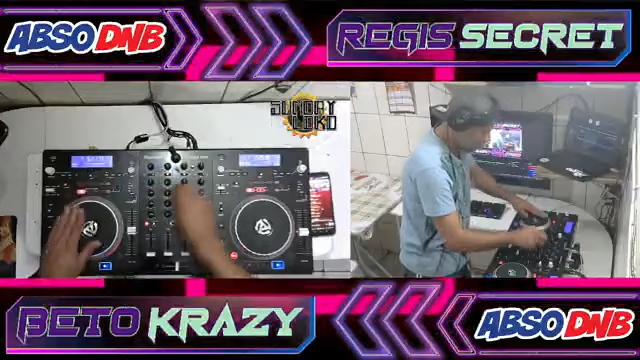 ABSO DNB
REGIS SECRET
SUNDAY
LOKO
BETO KRAZY
ABSO DNB